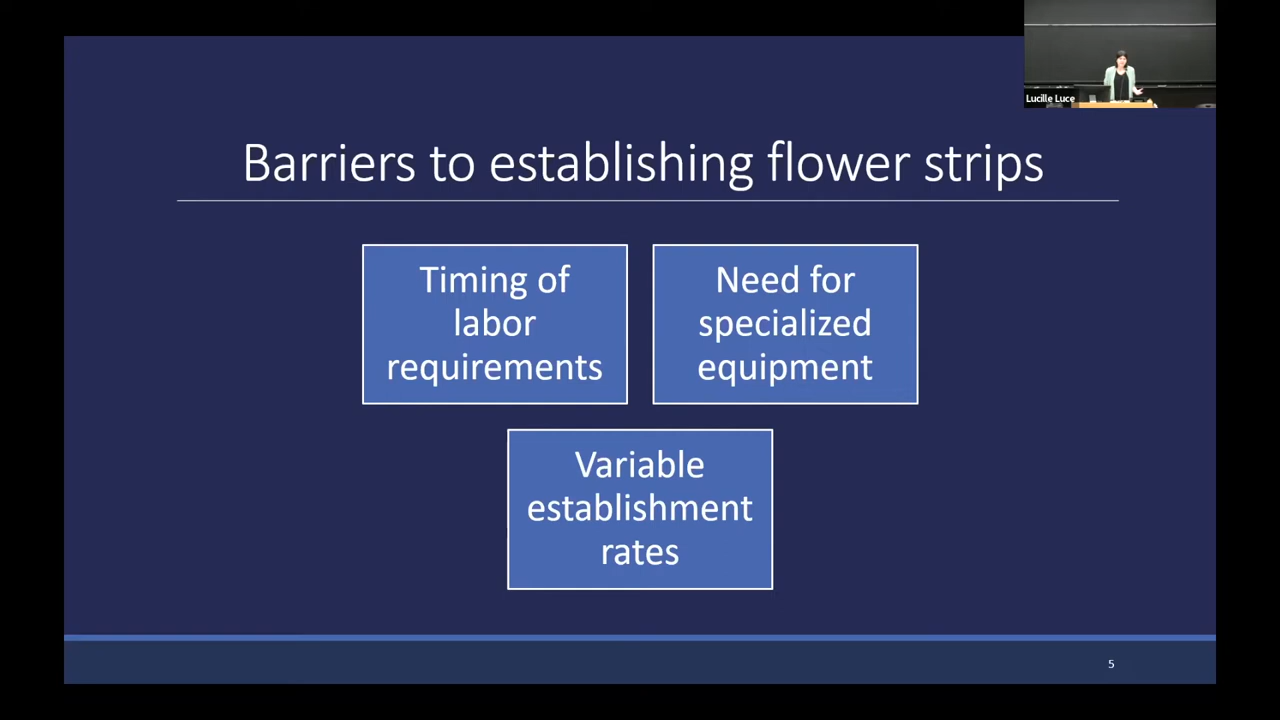 Lucille Luce
Barriers to establishing flower strips
Timing of
labor
requirements
Need for
specialized
equipment
Variable
establishment
rates
5